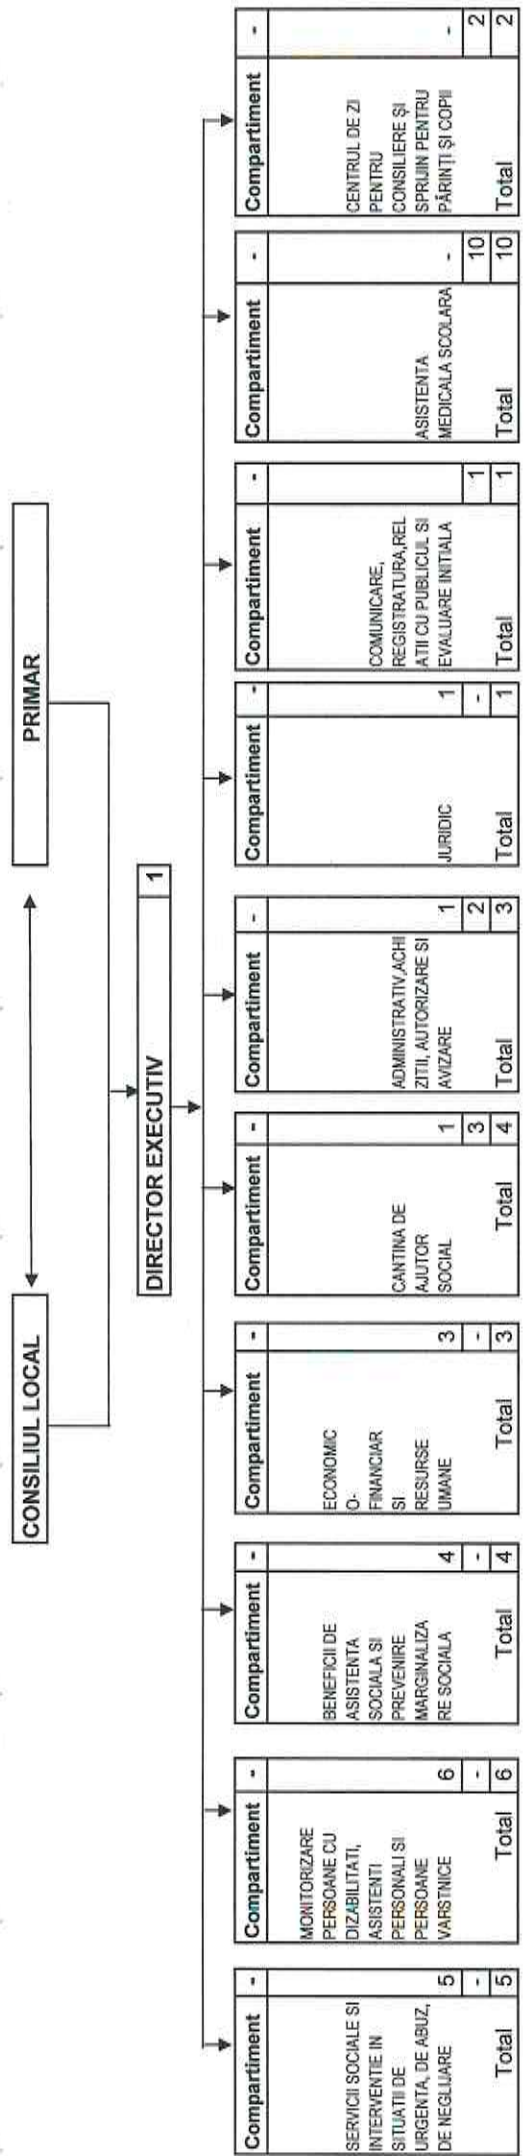 CONSILIUL LOCAL
PRIMAR
DIRECTOR EXECUTIV 1
Compartiment -
SERVICII SOCIALE SI
INTERVENTIE IN
SITUATII DE
URGENTA, DE ABUZ,
DE NEGLIJARE 5
-
Total 5
Compartiment -
MONITORIZARE
PERSOANE CU
DIZABILITATI,
ASISTENTI
PERSONALI SI
PERSOANE
VARSTNICE 6
-
Total 6
Compartiment -
BENEFICII DE
ASISTENTA
SOCIALA SI
PREVENIRE
MARGINALIZA
RE SOCIALA 4
-
Total 4
Compartiment -
ECONOMIC
O-
FINANCIAR
SI
RESURSE
UMANE 3
-
Total 3
Compartiment -
CANTINA DE
AJUTOR
SOCIAL 1
3
Total 4
Compartiment -
ADMINISTRATIV,ACHI
ZITII, AUTORIZARE SI
AVIZARE 1
2
Total 3
Compartiment -
JURIDIC 1
-
Total 1
Compartiment -
COMUNICARE,
REGISTRATURA,REL
ATII CU PUBLICUL SI
EVALUARE INITIALA
1
Total 1
Compartiment -
ASISTENTA
MEDICALA SCOLARA -
10
Total 10
Compartiment -
CENTRUL DE ZI
PENTRU
CONSILIERE ȘI
SPRIJIN PENTRU
PĂRINȚI ȘI COPII -
2
Total 2